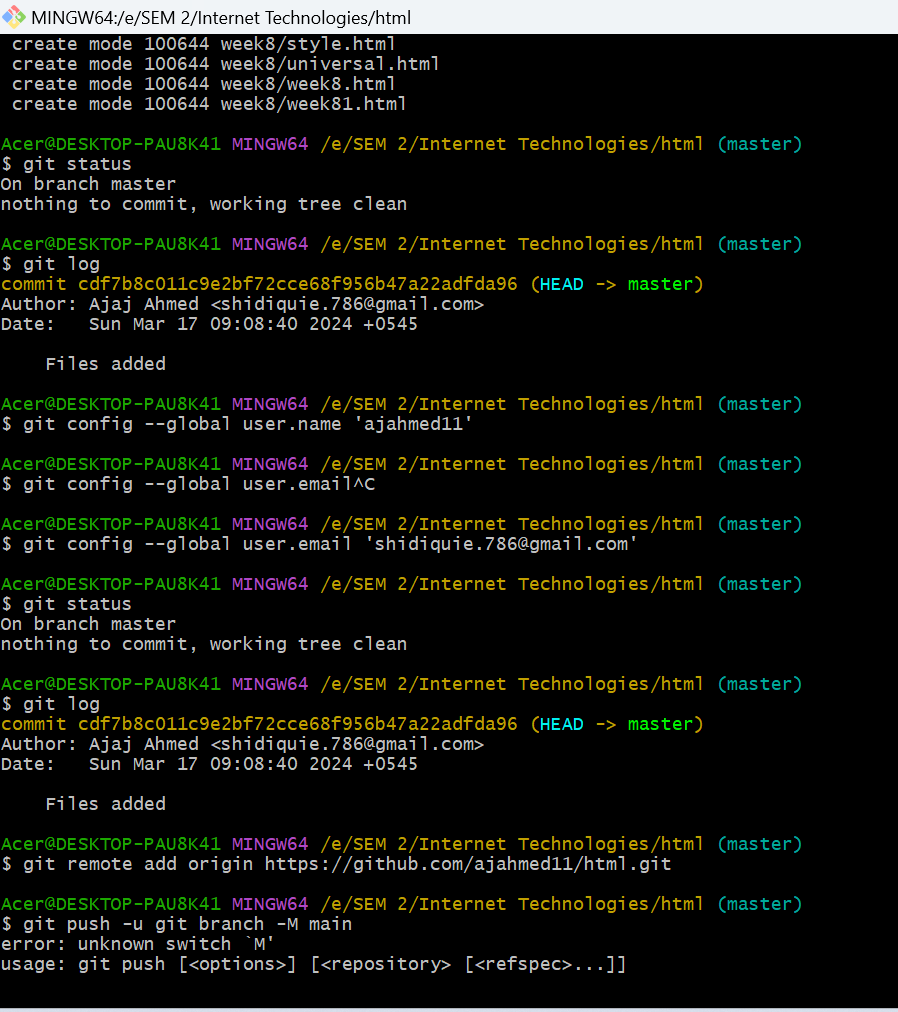 MINGW64:/e/SEM 2/Internet Technologies/html
create mode 100644 week8/style.html
create mode 100644 week8/universal.html
create mode 100644 week8/week8.html
create mode 100644 week8/week81.html
Acer@DESKTOP-PAU8K41 MINGW64 /e/SEM 2/Internet Technologies/html (master)
$ git status
On branch master
nothing to commit, working tree clean
Acer@DESKTOP-PAU8K41 MINGW64 /e/SEM 2/Internet Technologies/html (master)
$ git log
commit cdf7b8c011c9e2bf72cce68f956b47a22adfda96 (HEAD -> master)
Author: Ajaj Ahmed <shidiquie.786@gmail.com>
Date:   Sun Mar 17 09:08:40 2024 +0545
Files added
Acer@DESKTOP-PAU8K41 MINGW64 /e/SEM 2/Internet Technologies/html (master)
$ git config --global user.name 'ajahmed11'
Acer@DESKTOP-PAU8K41 MINGW64 /e/SEM 2/Internet Technologies/html (master)
$ git config --global user.email^C
Acer@DESKTOP-PAU8K41 MINGW64 /e/SEM 2/Internet Technologies/html (master)
$ git config --global user.email 'shidiquie.786@gmail.com'
Acer@DESKTOP-PAU8K41 MINGW64 /e/SEM 2/Internet Technologies/html (master)
$ git status
On branch master
nothing to commit, working tree clean
Acer@DESKTOP-PAU8K41 MINGW64 /e/SEM 2/Internet Technologies/html (master)
$ git log
commit cdf7b8c011c9e2bf72cce68f956b47a22adfda96 (HEAD -> master)
Author: Ajaj Ahmed <shidiquie.786@gmail.com>
Date:   Sun Mar 17 09:08:40 2024 +0545
Files added
Acer@DESKTOP-PAU8K41 MINGW64 /e/SEM 2/Internet Technologies/html (master)
$ git remote add origin https://github.com/ajahmed11/html.git
Acer@DESKTOP-PAU8K41 MINGW64 /e/SEM 2/Internet Technologies/html (master)
$ git push -u git branch -M main
error: unknown switch `M'
usage: git push [<options>] [<repository> [<refspec>...]]